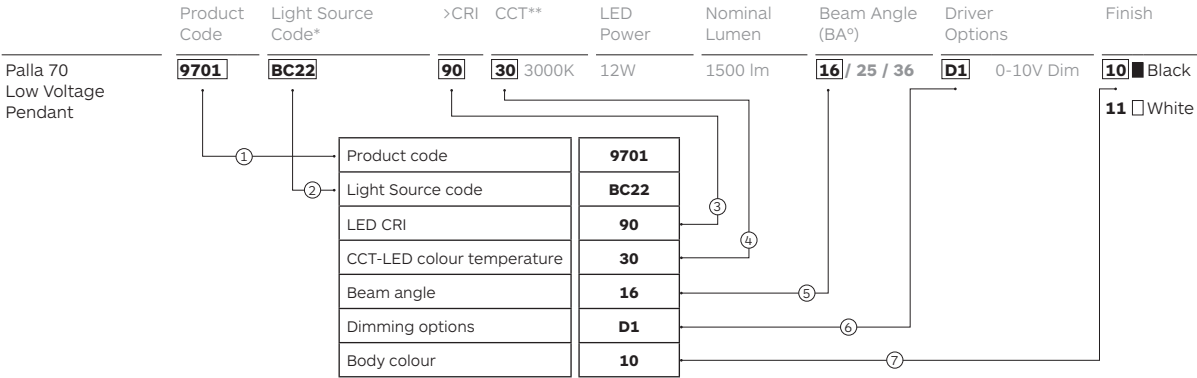 Product Code
Light Source Code*
>CRI
CCT**
LED Power
Nominal Lumen
Beam Angle (BAº)
Driver Options
Finish
Palla 70
Low Voltage
Pendant
9701
BC22
90
30 3000K
12W
1500 lm
16 / 25 / 36
D1 0-10V Dim
10 Black
11 White
1 Product code 9701
2 Light Source code BC22
LED CRI 90 3
CCT-LED colour temperature 30 4
Beam angle 16 5
Dimming options D1 6
Body colour 10 7